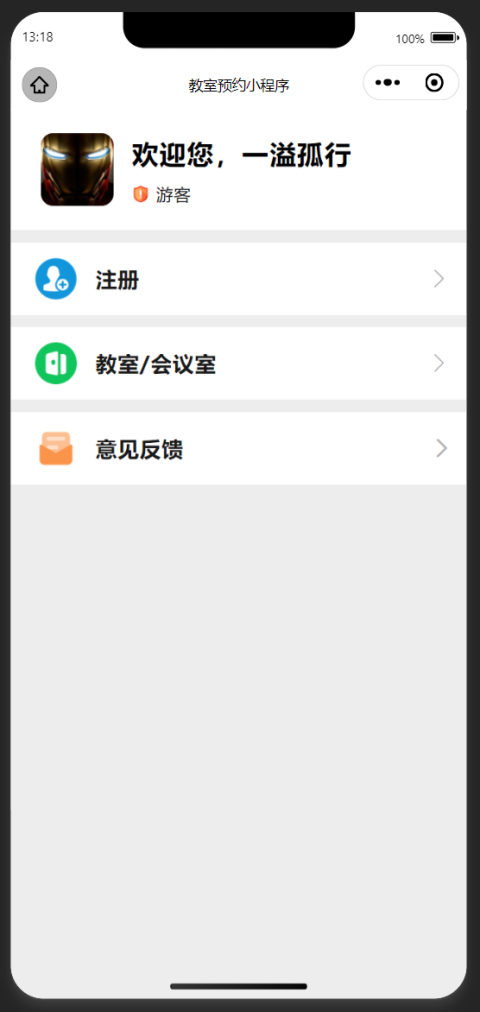 13:18
100%
教室预约小程序
欢迎您，一溢孤行
游客
注册
教室/会议室
意见反馈